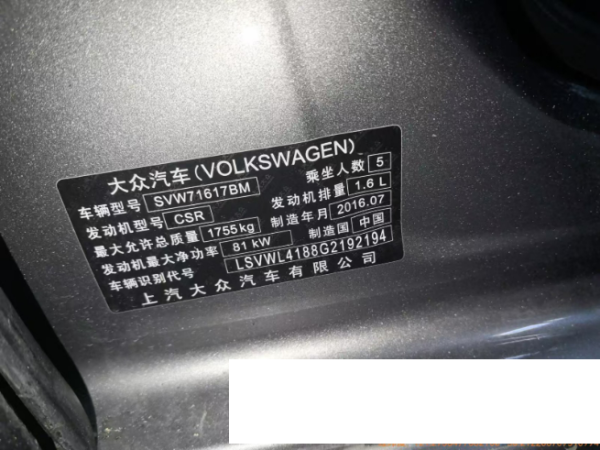 大众汽车(VOLKSWAGEN)
车辆型号 SVW71617BM 乘坐人数 5
发动机型号 CSR 发动机排量 1.6 L
最大允许总质量 1755kg 制造年月 2016.07
发动机最大净功率 81 kW 制造国 中国
车辆识别代号 LSVWL4188G2192194
上汽大众汽车有限公司